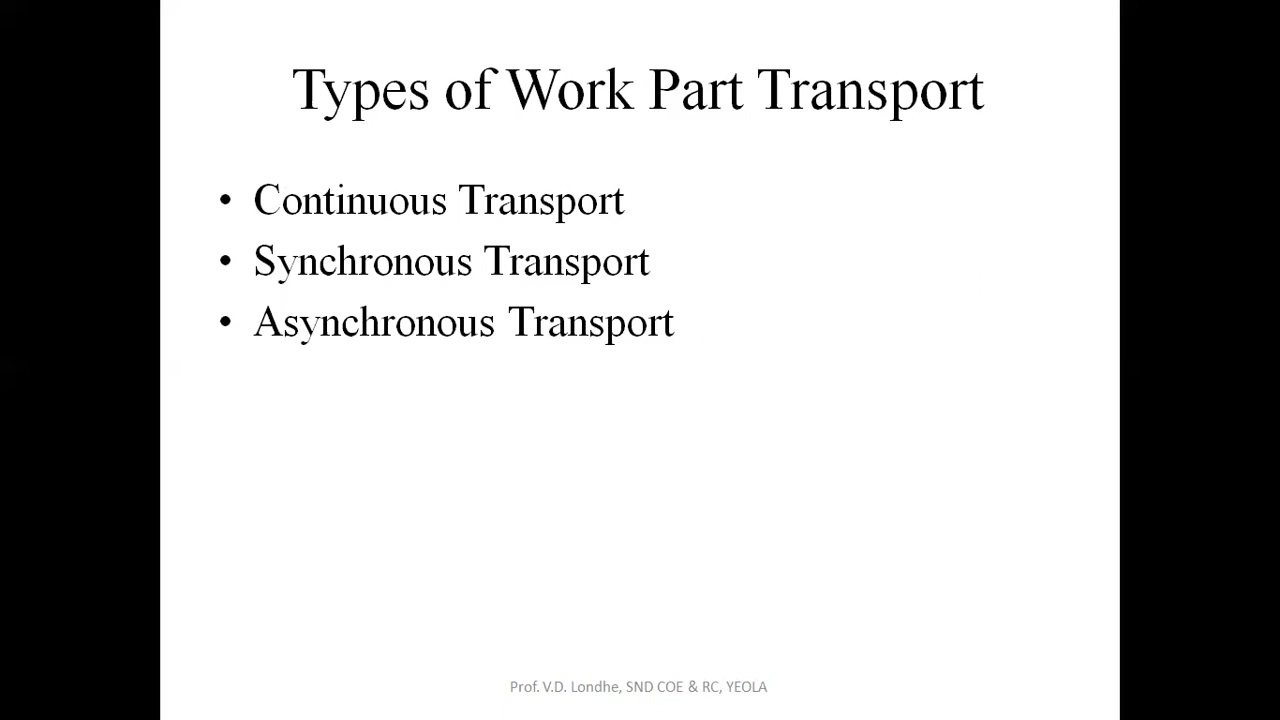 Types of Work Part Transport
• Continuous Transport
• Synchronous Transport
• Asynchronous Transport
Prof. V.D. Londhe, SND COE & RC, YEOLA